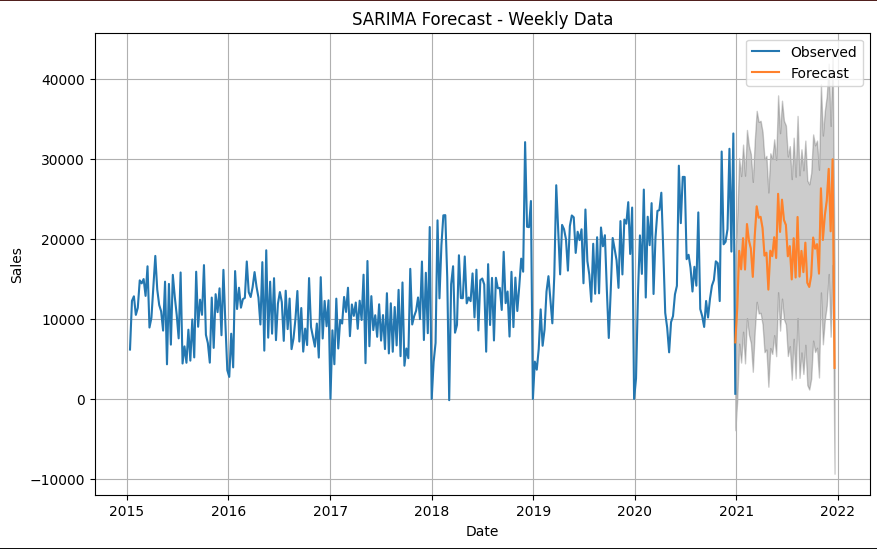 SARIMA Forecast - Weekly Data
Observed
Forecast
40000
30000
20000
10000
0
−10000
Sales
2015 2016 2017 2018 2019 2020 2021 2022
Date